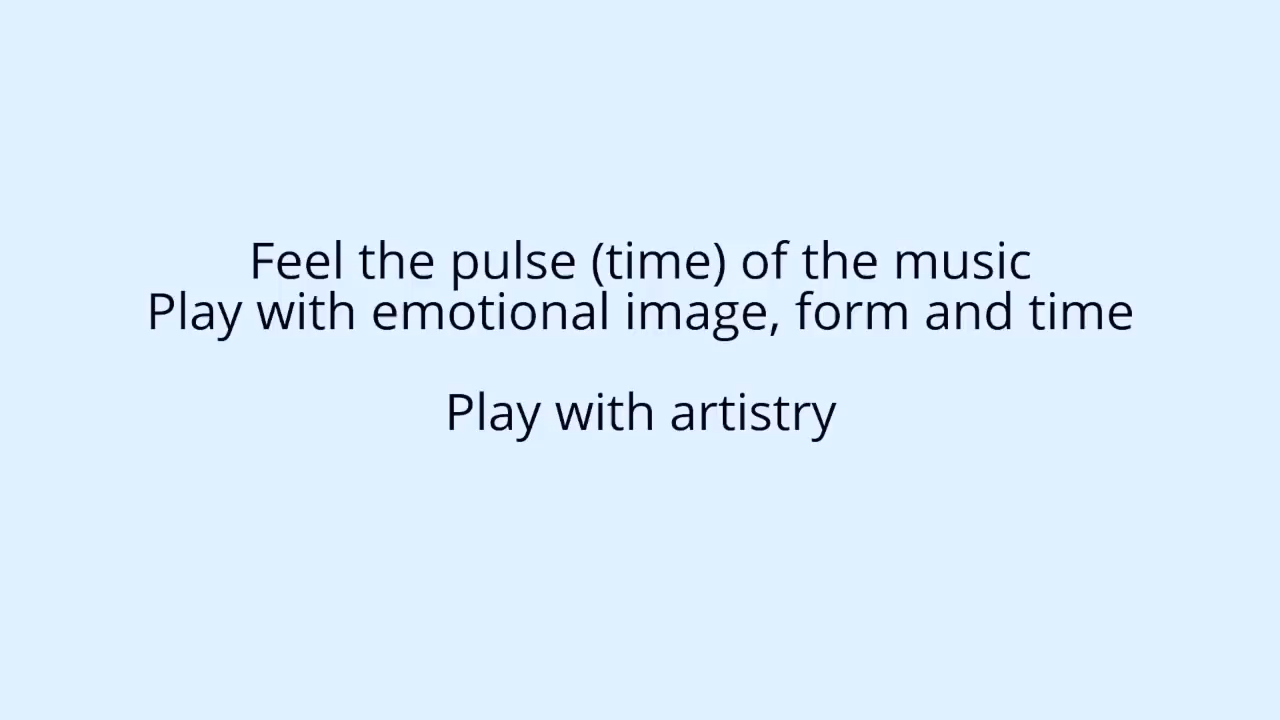 Feel the pulse (time) of the music
Play with emotional image, form and time
Play with artistry